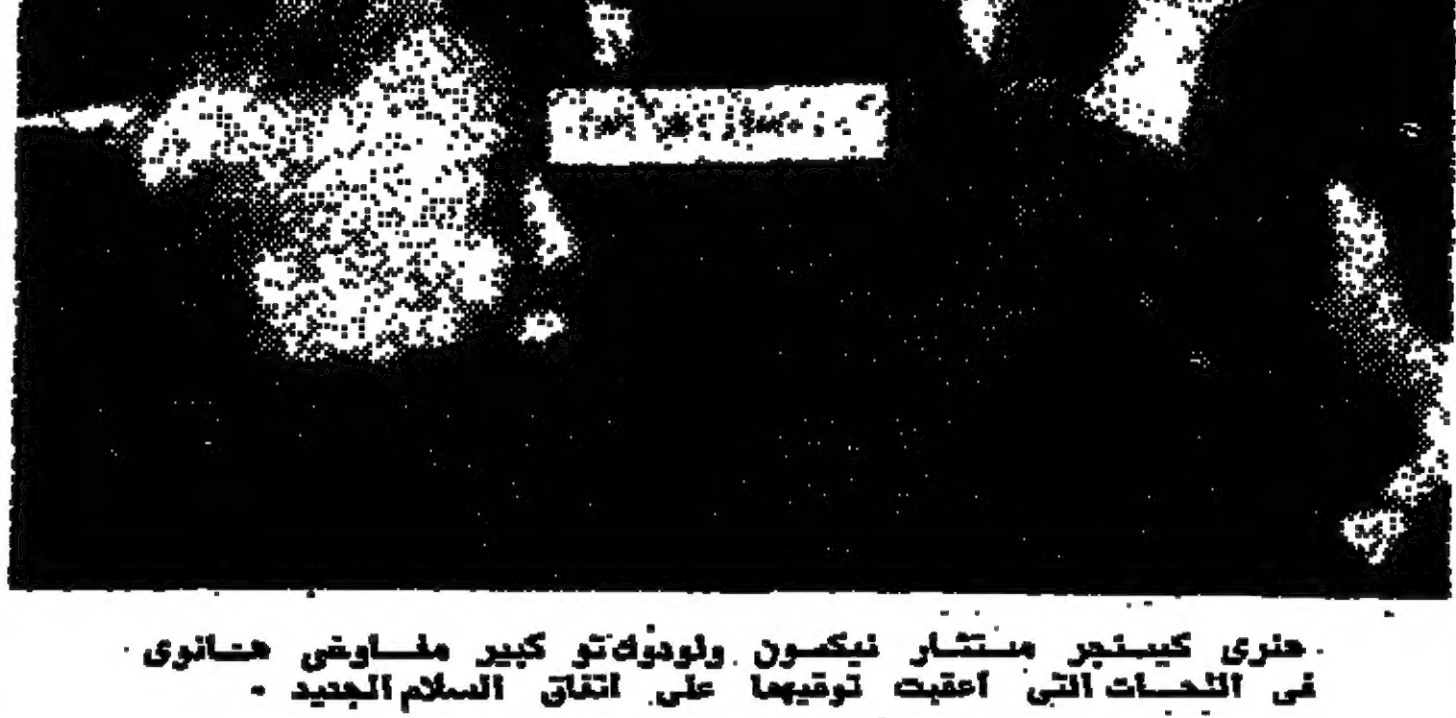 هنرى كيسنجر مستشار نيكسون ولودوك تو كبير مفاوضى هانوى
فى اللحظات التى أعقبت توقيعها على اتفاق السلام الجديد .